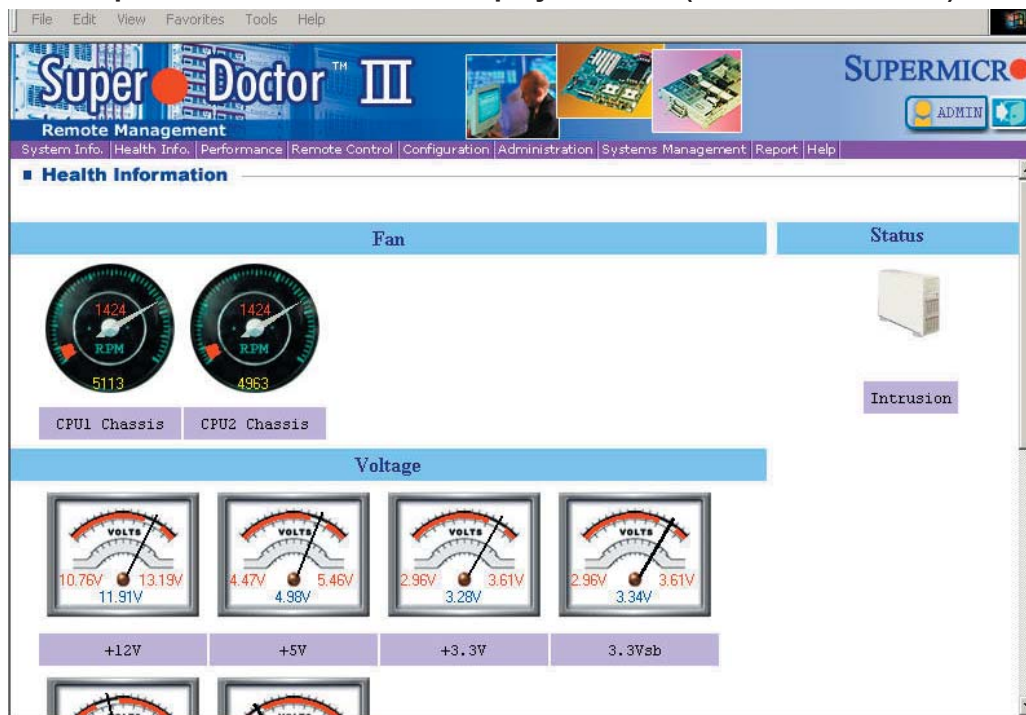 File Edit View Favorites Tools Help
Super Doctor™ III
SUPERMICR
ADMIN
Remote Management
System Info. Health Info. Performance Remote Control Configuration Administration Systems Management Report Help
Health Information
Fan
Status
1424
RPM
5113
1424
RPM
4963
CPU1 Chassis
CPU2 Chassis
Intrusion
Voltage
VOLTS
10.76V 13.19V
11.91V
VOLTS
4.47V 5.46V
4.98V
VOLTS
2.96V 3.61V
3.28V
VOLTS
2.96V 3.61V
3.34V
+12V
+5V
+3.3V
3.3Vsb